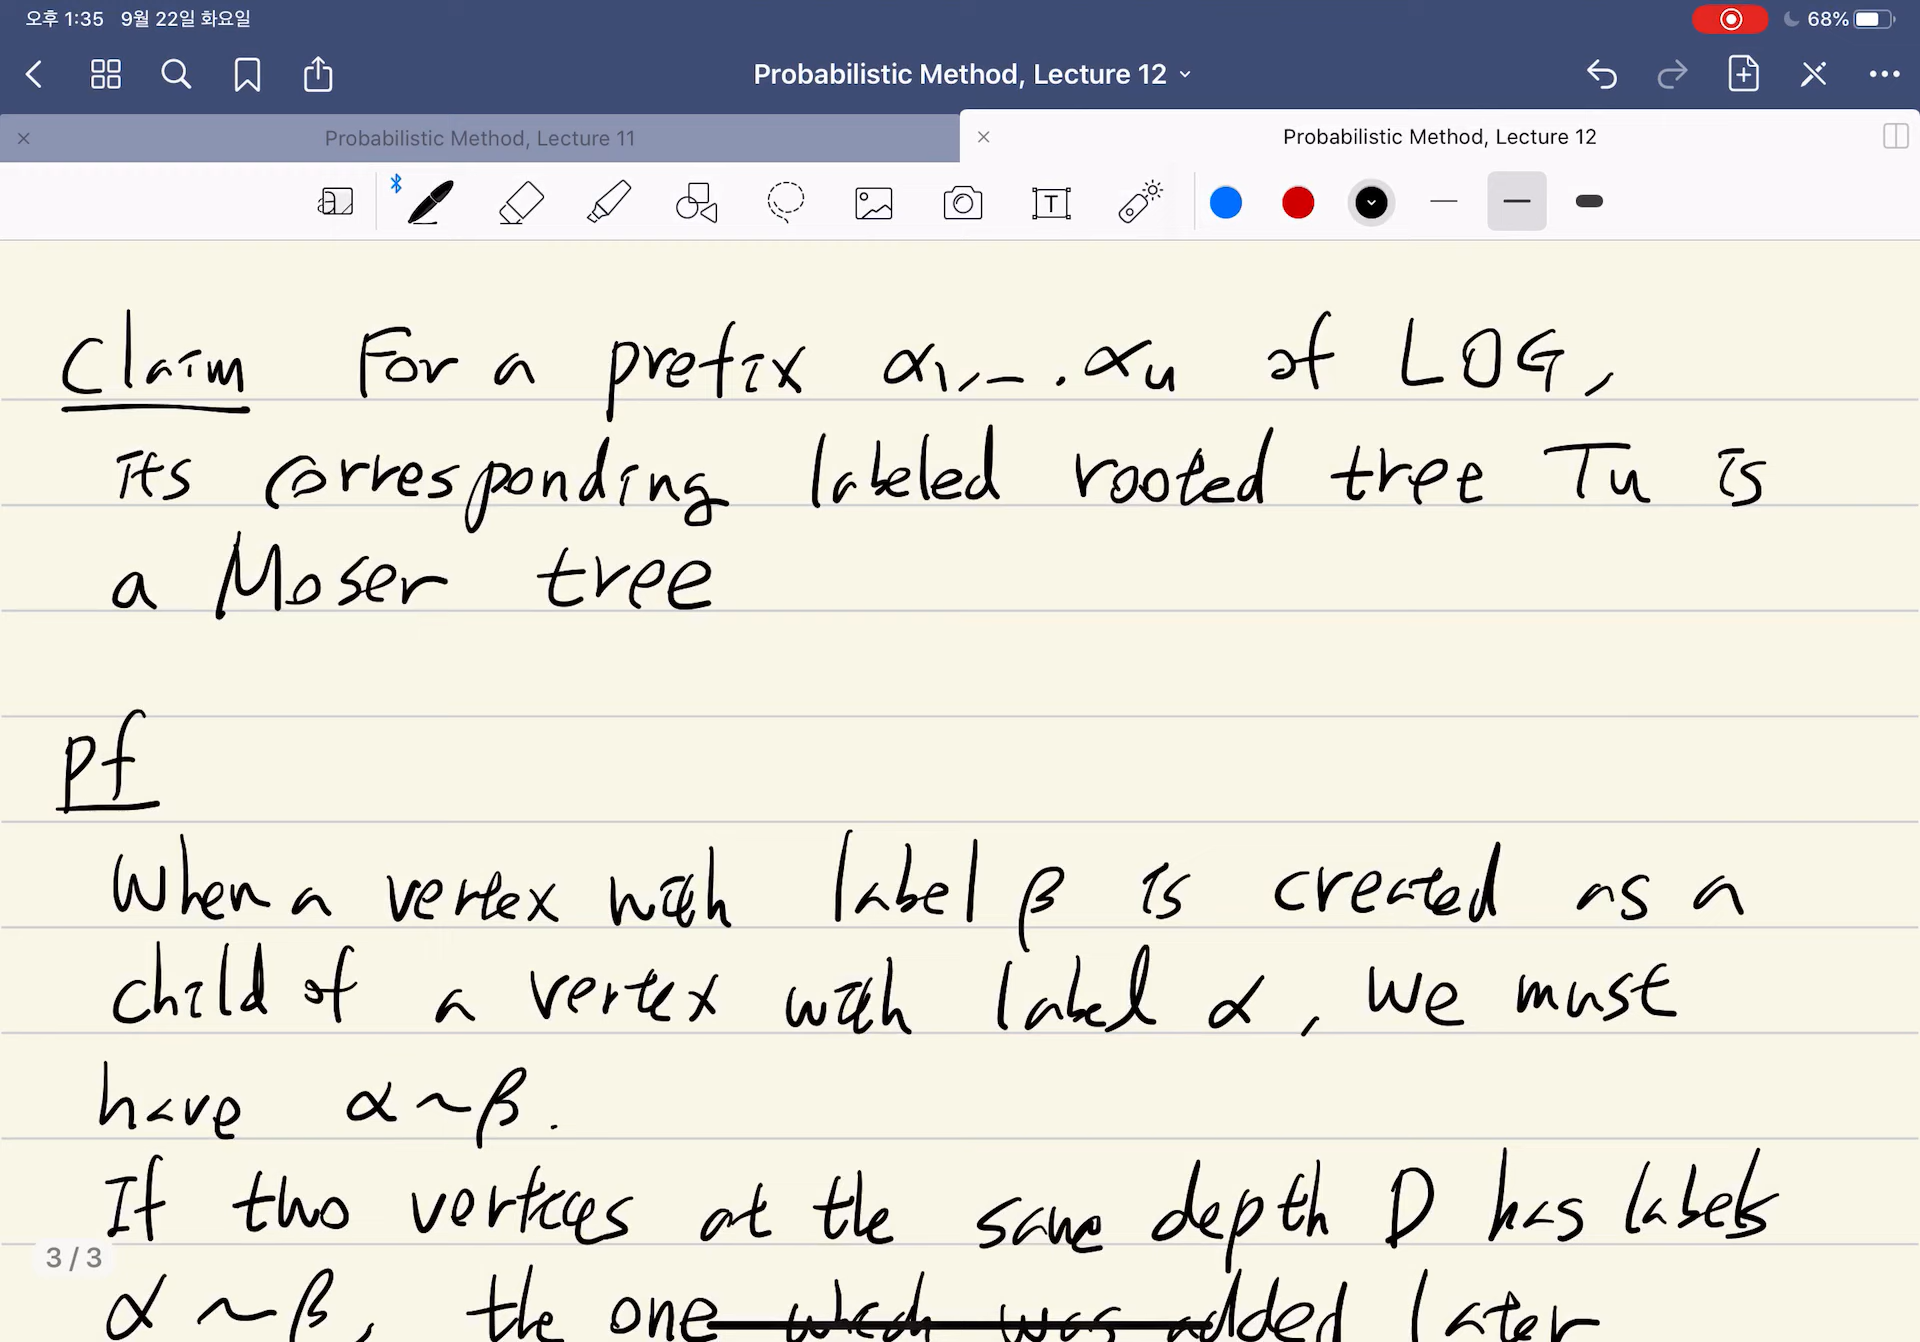 오후 1:35 9월 22일 화요일 68%
Probabilistic Method, Lecture 12
Probabilistic Method, Lecture 11
Probabilistic Method, Lecture 12
Claim For a prefix α₁, – . αu of LOG,
its corresponding labeled rooted tree Tu is
a Moser tree
pf
When a vertex with label β is created as a
child of a vertex with label α, we must
have α ~ β.
If two vertices at the same depth D has labels
3 / 3
α ~ β, the one which was added later